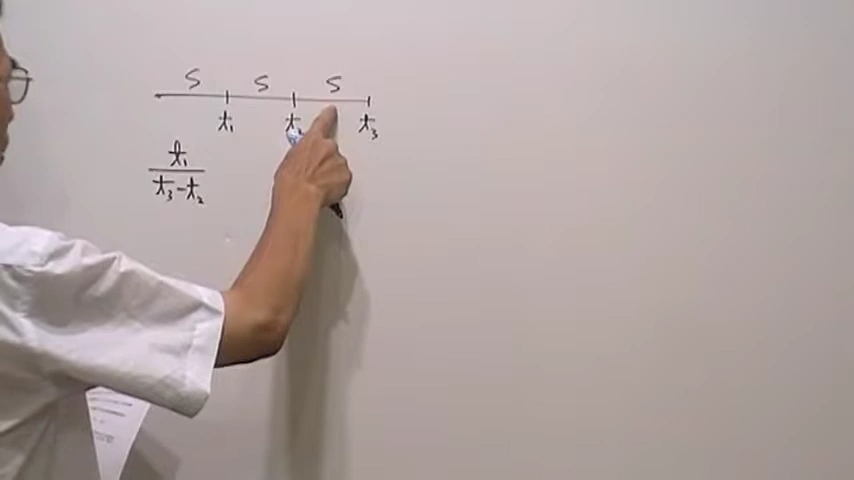 S S S
t₁ t₂ t₃
t₁
t₃-t₂